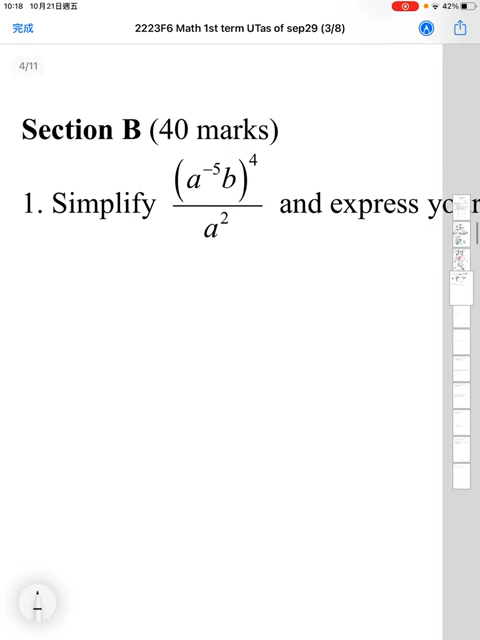 10:18 10月21日週五 42%
完成 2223F6 Math 1st term UTas of sep29 (3/8)
4/11
Section B (40 marks)
1. Simplify (a⁻⁵b)⁴ / a² and express your